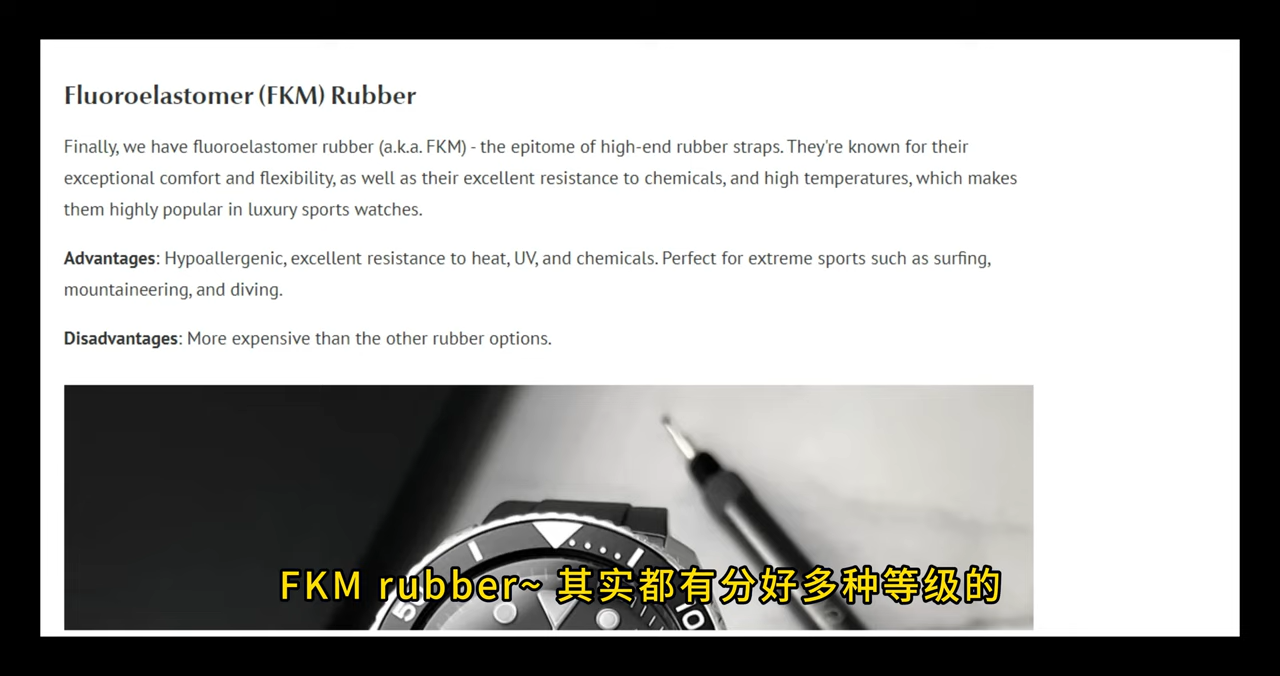 Fluoroelastomer (FKM) Rubber
Finally, we have fluoroelastomer rubber (a.k.a. FKM) - the epitome of high-end rubber straps. They're known for their
exceptional comfort and flexibility, as well as their excellent resistance to chemicals, and high temperatures, which makes
them highly popular in luxury sports watches.
Advantages: Hypoallergenic, excellent resistance to heat, UV, and chemicals. Perfect for extreme sports such as surfing,
mountaineering, and diving.
Disadvantages: More expensive than the other rubber options.
FKM rubber~ 其实都有分好多种等级的
10